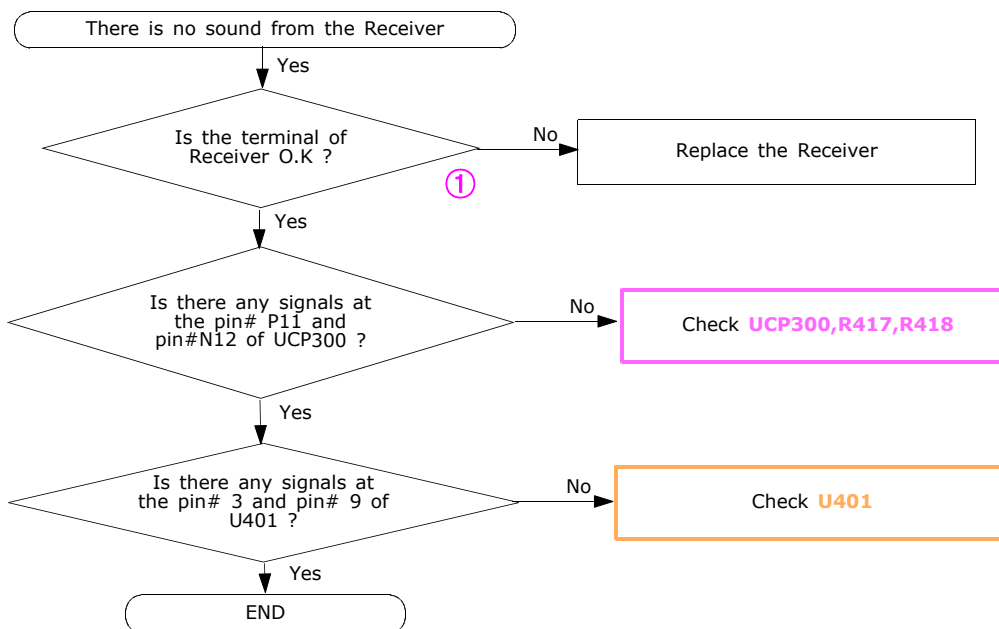 There is no sound from the Receiver
Yes
Is the terminal of
Receiver O.K ?
No
Replace the Receiver
①
Yes
Is there any signals at
the pin# P11 and
pin#N12 of UCP300 ?
No
Check UCP300,R417,R418
Yes
Is there any signals at
the pin# 3 and pin# 9 of
U401 ?
No
Check U401
Yes
END